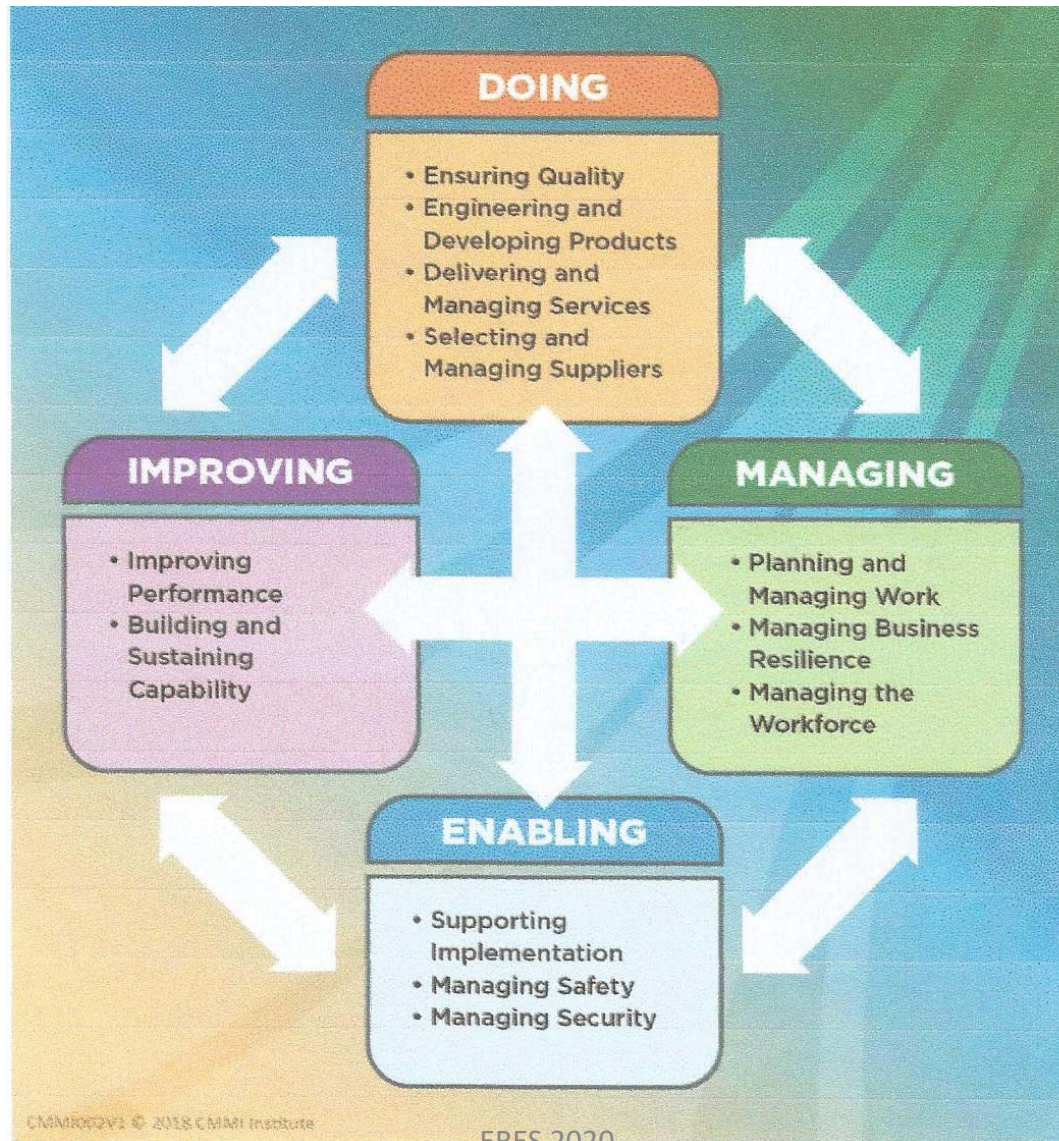 DOING
• Ensuring Quality
• Engineering and
Developing Products
• Delivering and
Managing Services
• Selecting and
Managing Suppliers
IMPROVING
• Improving
Performance
• Building and
Sustaining
Capability
MANAGING
• Planning and
Managing Work
• Managing Business
Resilience
• Managing the
Workforce
ENABLING
• Supporting
Implementation
• Managing Safety
• Managing Security
CMMI002V1 © 2018 CMMI Institute
2020